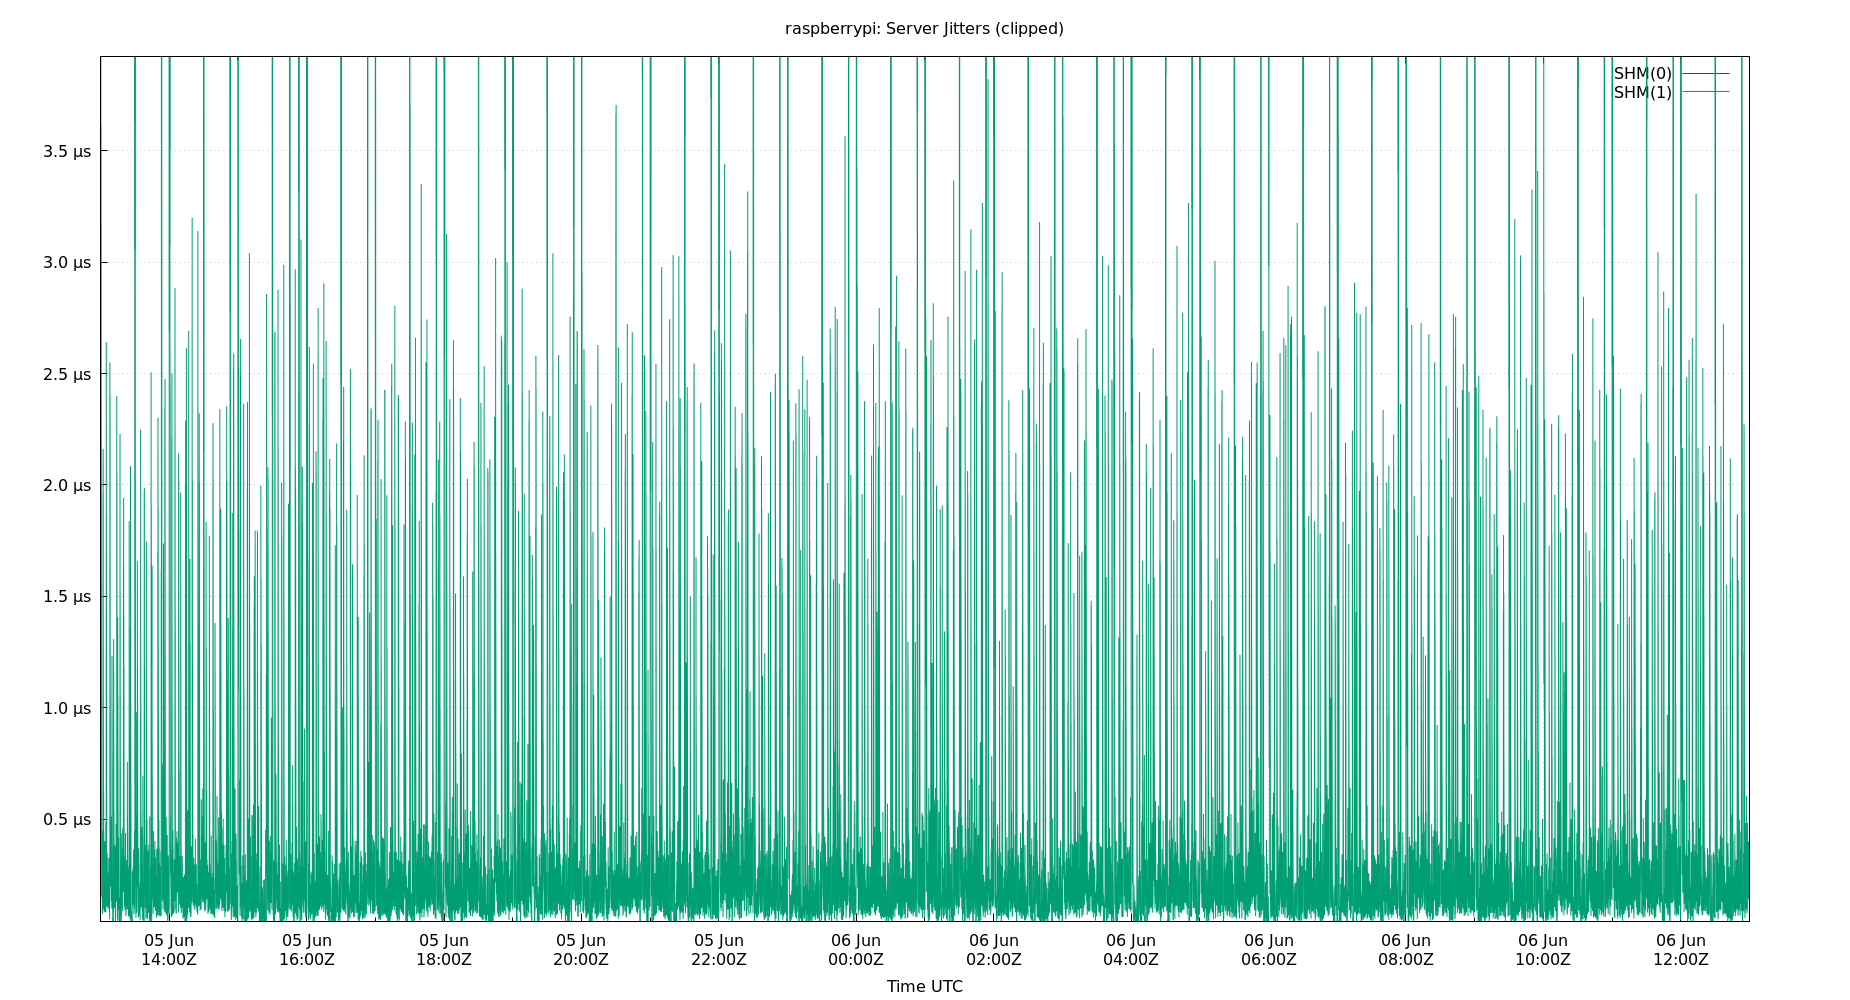 raspberrypi: Server Jitters (clipped)
SHM(0)
SHM(1)
3.5 µs
3.0 µs
2.5 µs
2.0 µs
1.5 µs
1.0 µs
0.5 µs
05 Jun 05 Jun 05 Jun 05 Jun 05 Jun 06 Jun 06 Jun 06 Jun 06 Jun 06 Jun 06 Jun 06 Jun
14:00Z 16:00Z 18:00Z 20:00Z 22:00Z 00:00Z 02:00Z 04:00Z 06:00Z 08:00Z 10:00Z 12:00Z
Time UTC